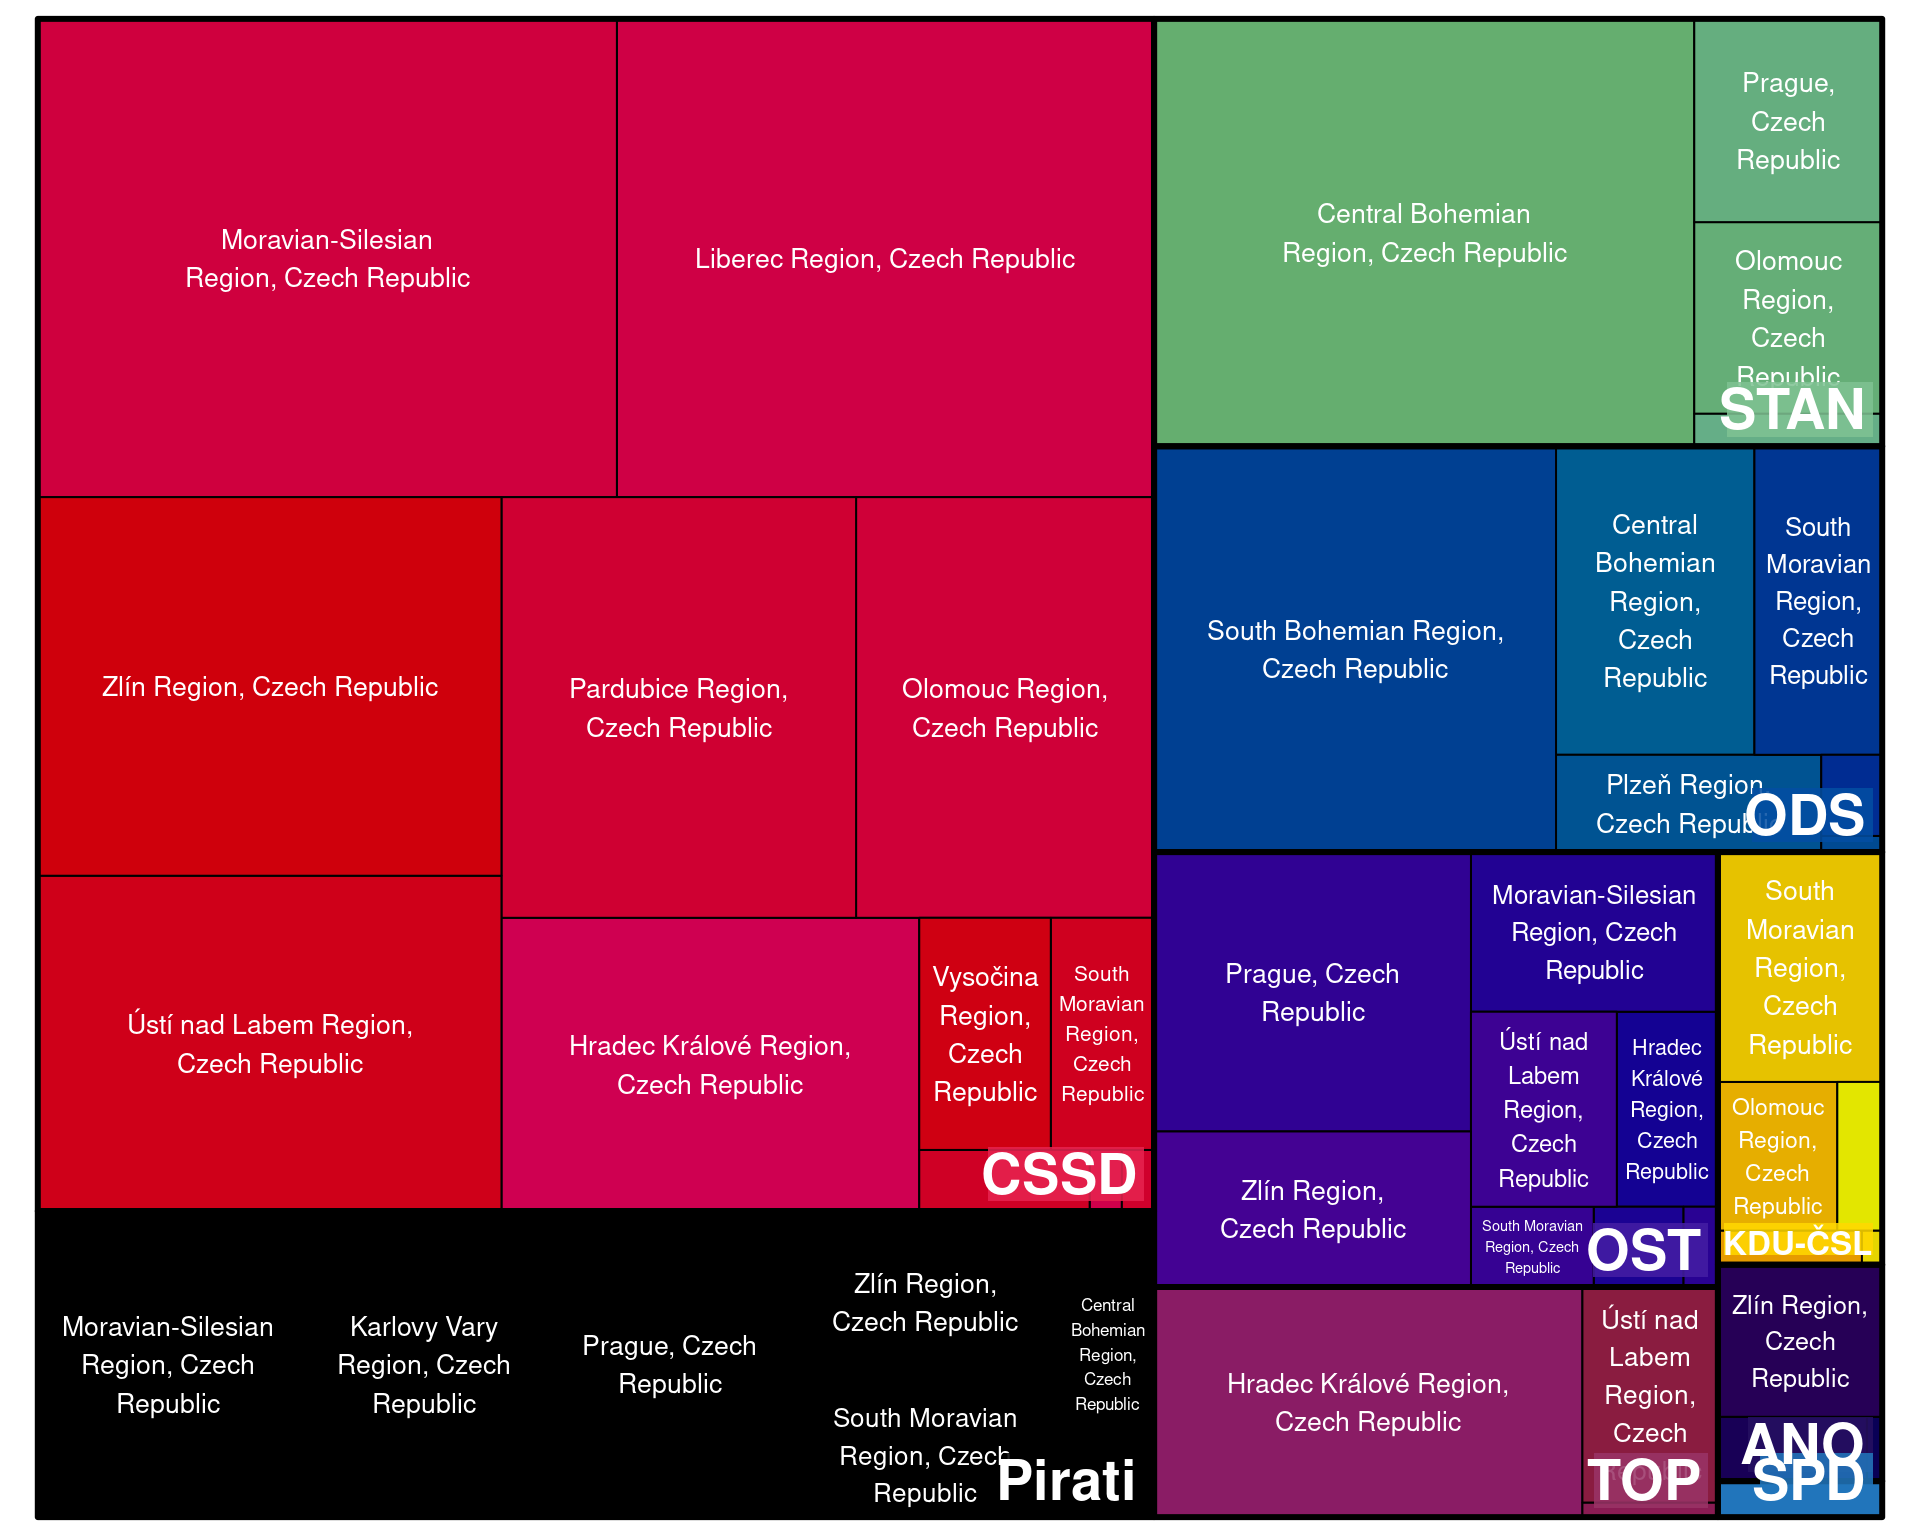 Moravian-Silesian
Region, Czech Republic
Liberec Region, Czech Republic
Zlín Region, Czech Republic
Pardubice Region,
Czech Republic
Olomouc Region,
Czech Republic
Ústí nad Labem Region,
Czech Republic
Hradec Králové Region,
Czech Republic
Vysočina
Region,
Czech
Republic
South
Moravian
Region,
Czech
Republic
CSSD
Moravian-Silesian
Region, Czech
Republic
Karlovy Vary
Region, Czech
Republic
Prague, Czech
Republic
Zlín Region,
Czech Republic
South Moravian
Region, Czech
Republic
Central
Bohemian
Region,
Czech
Republic
Pirati
Central Bohemian
Region, Czech Republic
Prague,
Czech
Republic
Olomouc
Region,
Czech
Republic
STAN
South Bohemian Region,
Czech Republic
Central
Bohemian
Region,
Czech
Republic
South
Moravian
Region,
Czech
Republic
Plzeň Region
Czech Republic
ODS
Prague, Czech
Republic
Moravian-Silesian
Region, Czech
Republic
Zlín Region,
Czech Republic
Ústí nad
Labem
Region,
Czech
Republic
Hradec
Králové
Region,
Czech
Republic
South Moravian
Region, Czech
Republic
OST
South
Moravian
Region,
Czech
Republic
Olomouc
Region,
Czech
Republic
KDU-ČSL
Hradec Králové Region,
Czech Republic
Ústí nad
Labem
Region,
Czech
Republic
TOP
Zlín Region,
Czech
Republic
ANO
SPD